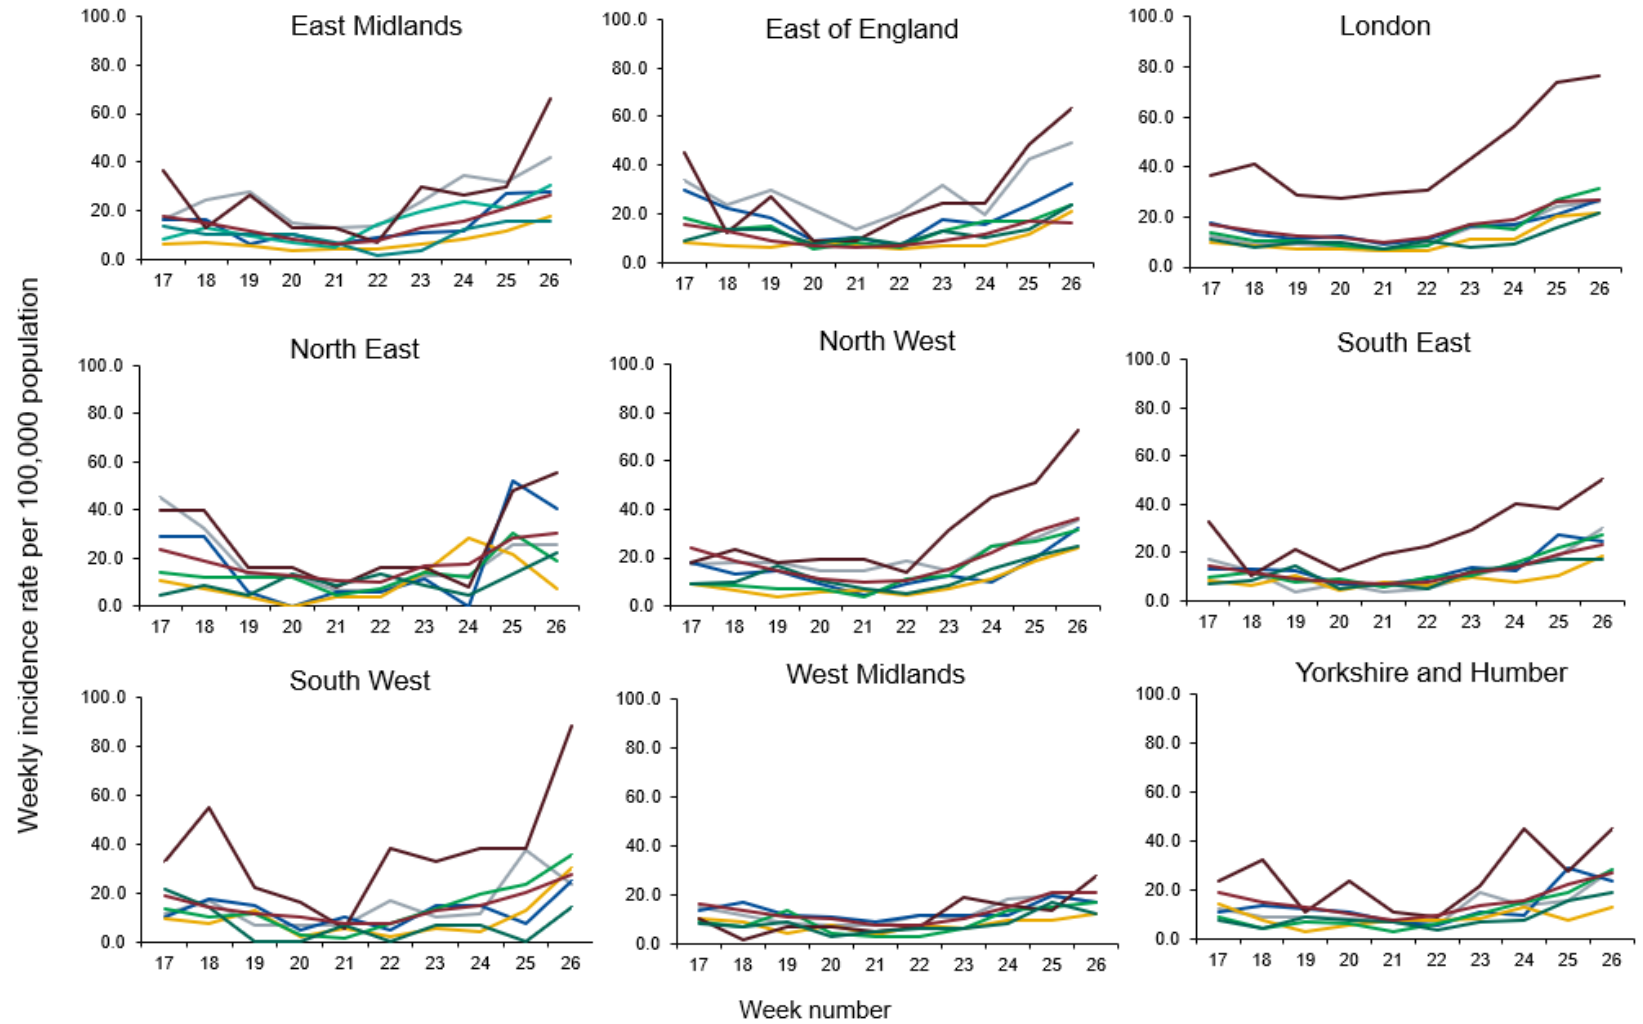 Weekly incidence rate per 100,000 population
East Midlands
100.0
80.0
60.0
40.0
20.0
0.0
17 18 19 20 21 22 23 24 25 26
East of England
100.0
80.0
60.0
40.0
20.0
0.0
17 18 19 20 21 22 23 24 25 26
London
100.0
80.0
60.0
40.0
20.0
0.0
17 18 19 20 21 22 23 24 25 26
North East
100.0
80.0
60.0
40.0
20.0
0.0
17 18 19 20 21 22 23 24 25 26
North West
100.0
80.0
60.0
40.0
20.0
0.0
17 18 19 20 21 22 23 24 25 26
South East
100.0
80.0
60.0
40.0
20.0
0.0
17 18 19 20 21 22 23 24 25 26
South West
100.0
80.0
60.0
40.0
20.0
0.0
17 18 19 20 21 22 23 24 25 26
West Midlands
100.0
80.0
60.0
40.0
20.0
0.0
17 18 19 20 21 22 23 24 25 26
Yorkshire and Humber
100.0
80.0
60.0
40.0
20.0
0.0
17 18 19 20 21 22 23 24 25 26
Week number